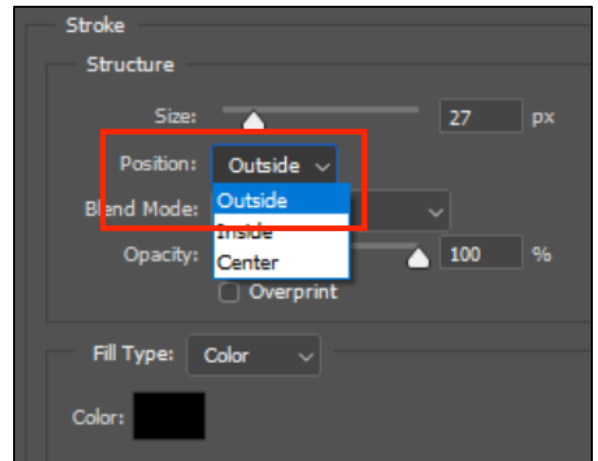 Stroke
Structure
Size: 27 px
Position: Outside
Outside
Blend Mode:
Inside
Opacity: 100 %
Center
Overprint
Fill Type: Color
Color: